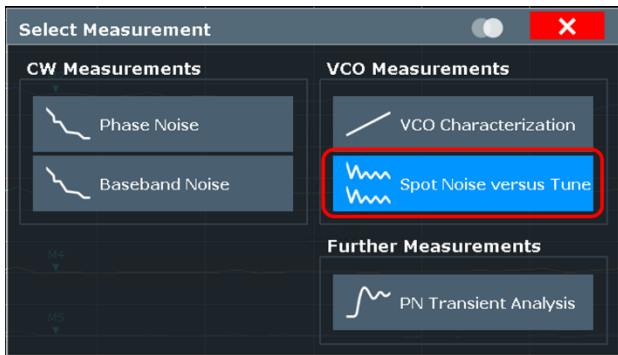 Select Measurement
CW Measurements
Phase Noise
Baseband Noise
VCO Measurements
VCO Characterization
Spot Noise versus Tune
Further Measurements
PN Transient Analysis
M4
M5